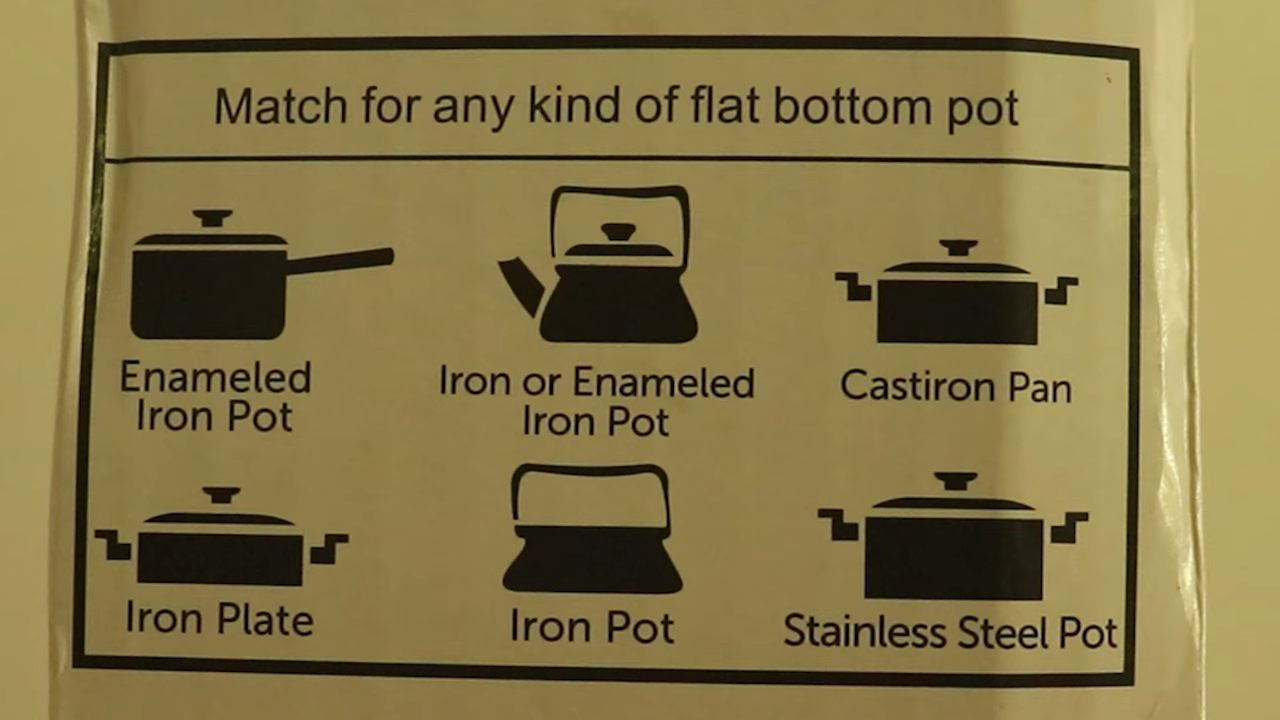 Match for any kind of flat bottom pot
Enameled
Iron Pot
Iron or Enameled
Iron Pot
Castiron Pan
Iron Plate
Iron Pot
Stainless Steel Pot